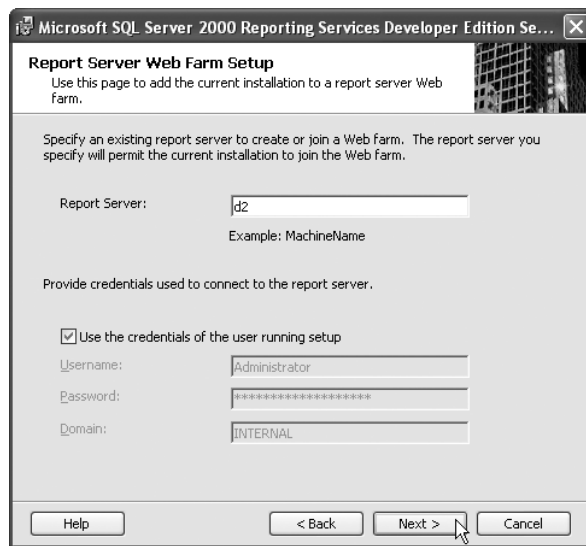 Microsoft SQL Server 2000 Reporting Services Developer Edition Se...
Report Server Web Farm Setup
Use this page to add the current installation to a report server Web
farm.
Specify an existing report server to create or join a Web farm. The report server you
specify will permit the current installation to join the Web farm.
Report Server:
d2
Example: MachineName
Provide credentials used to connect to the report server.
Use the credentials of the user running setup
Username:
Administrator
Password:
*******************
Domain:
INTERNAL
Help
< Back
Next >
Cancel